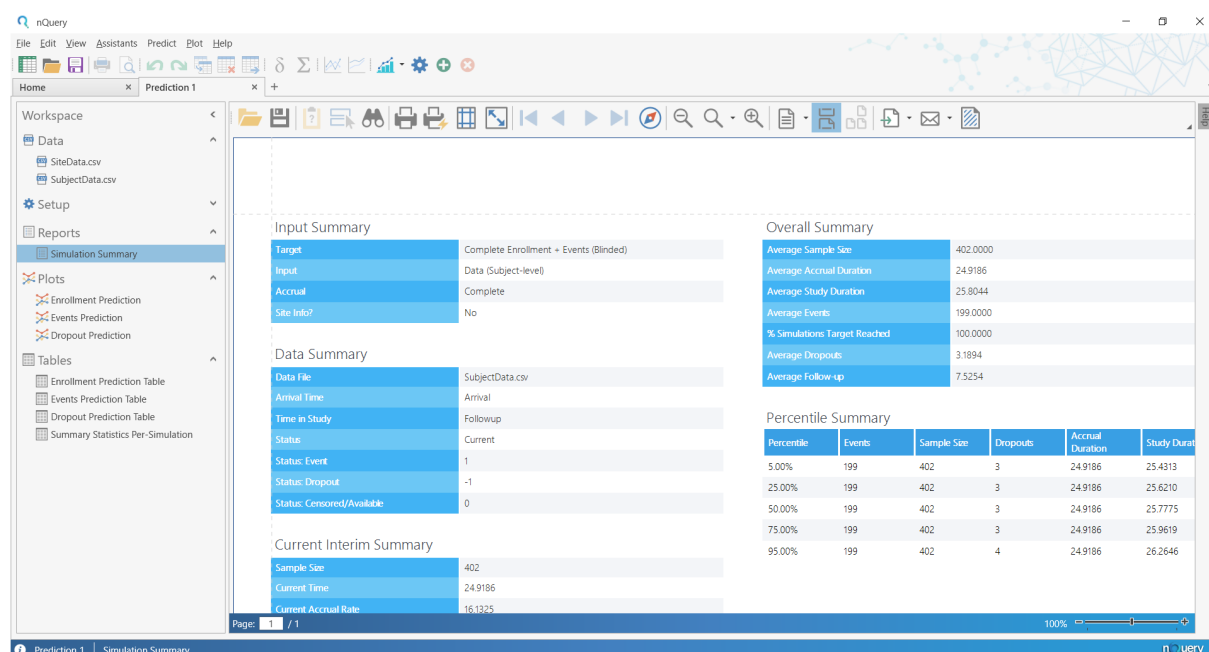 nQuery
File Edit View Assistants Predict Plot Help
Home × Prediction 1 × +
Workspace
Data
SiteData.csv
SubjectData.csv
Setup
Reports
Simulation Summary
Plots
Enrollment Prediction
Events Prediction
Dropout Prediction
Tables
Enrollment Prediction Table
Events Prediction Table
Dropout Prediction Table
Summary Statistics Per-Simulation
Help
Input Summary
Target Complete Enrollment + Events (Blinded)
Input Data (Subject-level)
Accrual Complete
Site Info? No
Data Summary
Data File SubjectData.csv
Arrival Time Arrival
Time in Study Followup
Status Current
Status: Event 1
Status: Dropout -1
Status: Censored/Available 0
Current Interim Summary
Sample Size 402
Current Time 24.9186
Current Accrual Rate 16.1325
Overall Summary
Average Sample Size 402.0000
Average Accrual Duration 24.9186
Average Study Duration 25.8044
Average Events 199.0000
% Simulations Target Reached 100.0000
Average Dropouts 3.1894
Average Follow-up 7.5254
Percentile Summary
Percentile Events Sample Size Dropouts Accrual Duration Study Durat
5.00% 199 402 3 24.9186 25.4313
25.00% 199 402 3 24.9186 25.6210
50.00% 199 402 3 24.9186 25.7775
75.00% 199 402 3 24.9186 25.9619
95.00% 199 402 4 24.9186 26.2646
Page: 1 / 1
100%
Prediction 1 | Simulation Summary
nQuery